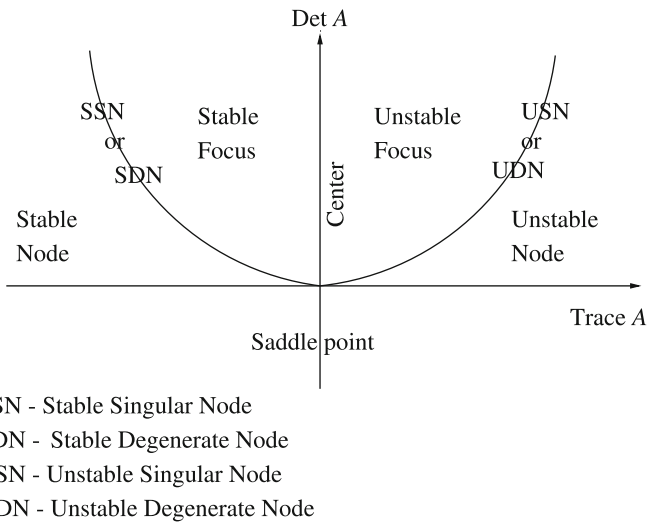 Det A
SSN
or
SDN
Stable
Focus
Unstable
Focus
USN
or
UDN
Center
Stable
Node
Unstable
Node
Trace A
Saddle point
SN - Stable Singular Node
DN - Stable Degenerate Node
SN - Unstable Singular Node
DN - Unstable Degenerate Node